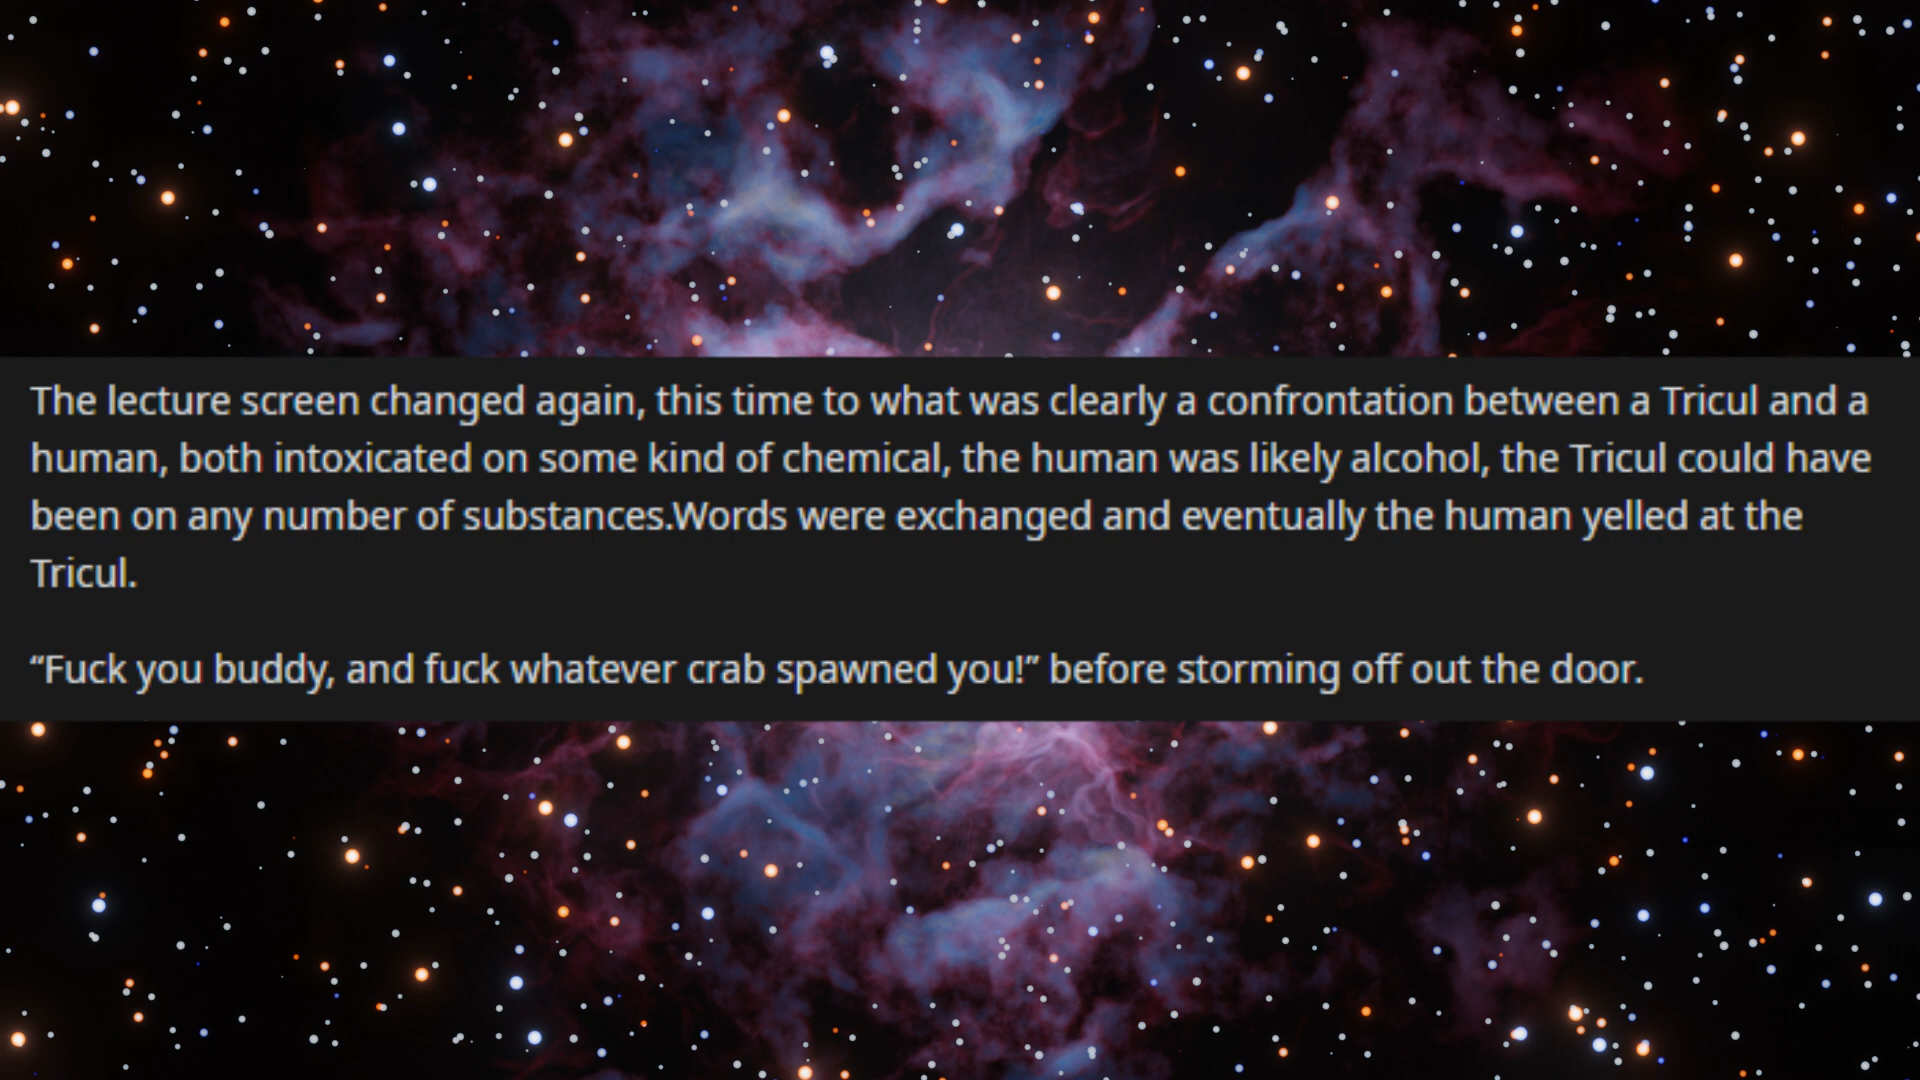 The lecture screen changed again, this time to what was clearly a confrontation between a Tricul and a
human, both intoxicated on some kind of chemical, the human was likely alcohol, the Tricul could have
been on any number of substances.Words were exchanged and eventually the human yelled at the
Tricul.
“Fuck you buddy, and fuck whatever crab spawned you!” before storming off out the door.